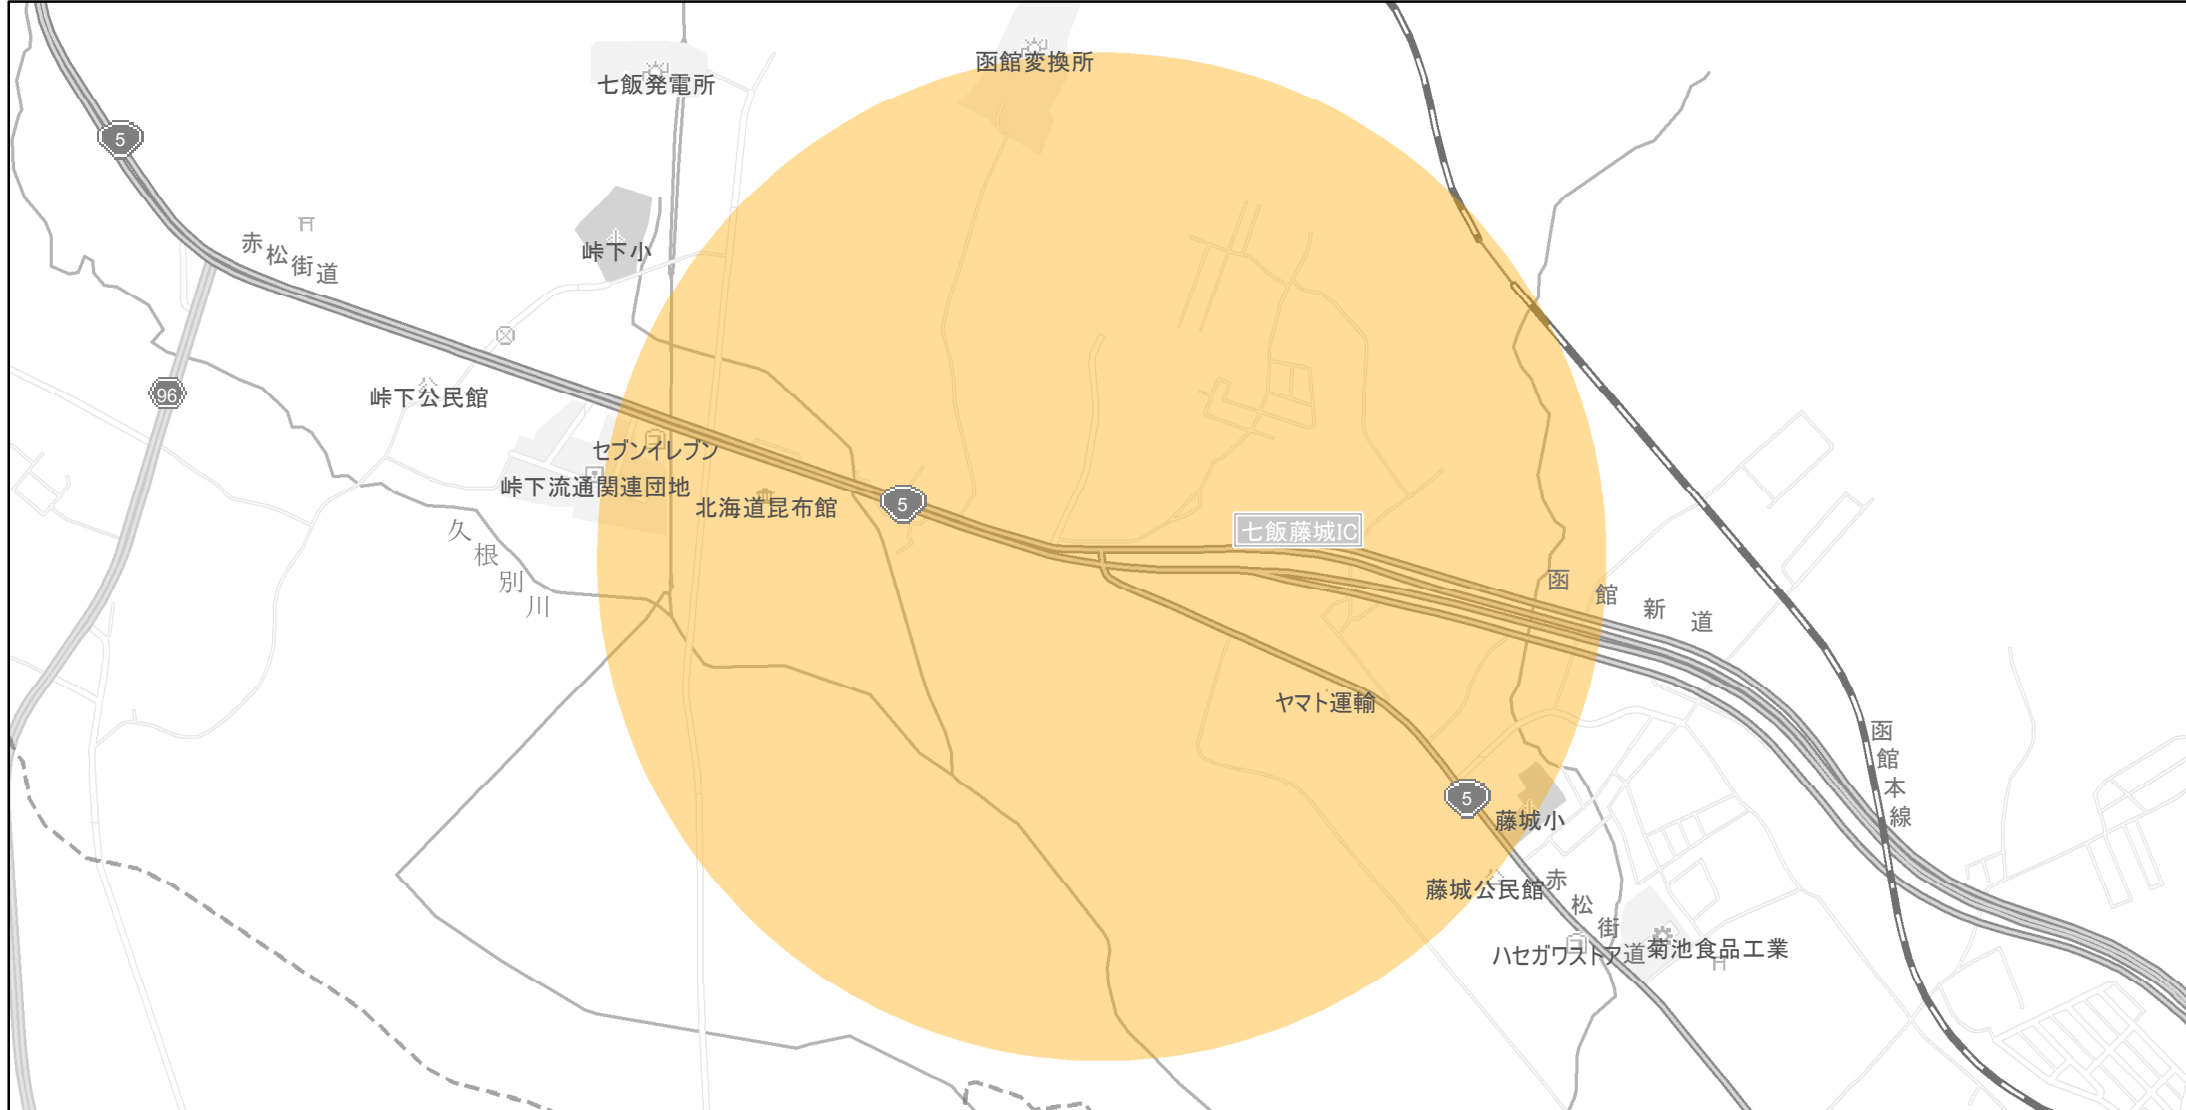 函館変換所
七飯発電所
5
赤松街道
峠下小
96
峠下公民館
セブンイレブン
峠下流通関連団地
北海道昆布館
5
七飯藤城IC
久根別川
函館新道
ヤマト運輸
函館本線
5
藤城小
藤城公民館
赤松街道
ハセガワストア
菊池食品工業